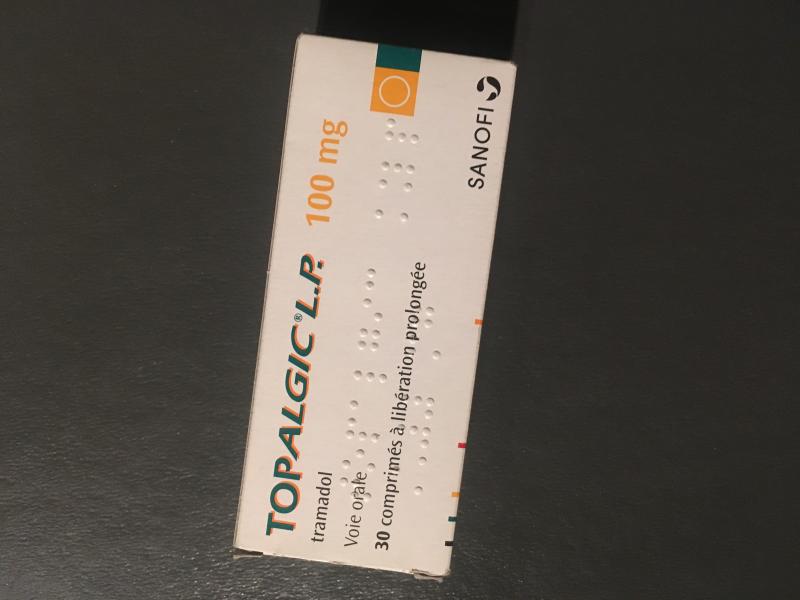 TOPALGIC® L.P. 100 mg
tramadol
Voie orale
30 comprimés à libération prolongée
SANOFI